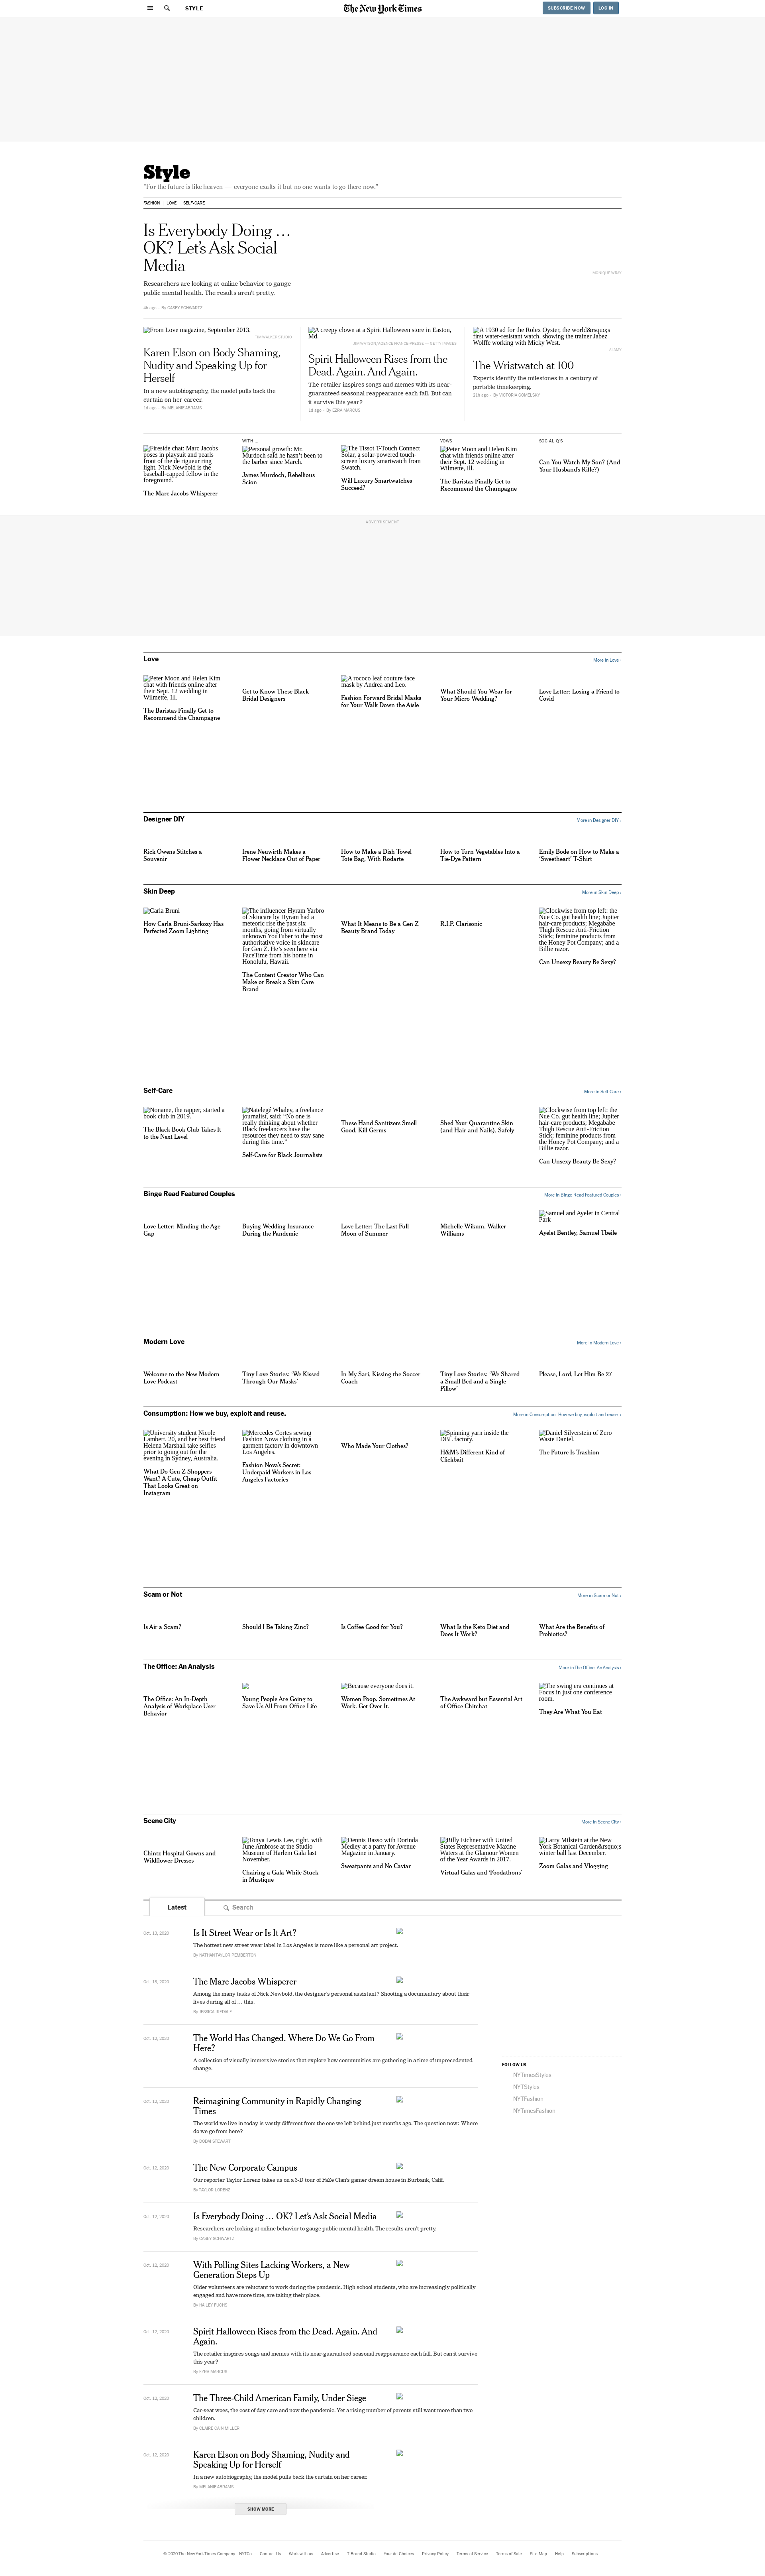 STYLE
The New York Times
SUBSCRIBE NOW
LOG IN
Style
“For the future is like heaven — everyone exalts it but no one wants to go there now.”
FASHION
LOVE
SELF-CARE
Is Everybody Doing …
OK? Let’s Ask Social
Media
Researchers are looking at online behavior to gauge
public mental health. The results aren’t pretty.
4h ago - By CASEY SCHWARTZ
From Love magazine, September 2013.
TIM WALKER STUDIO
Karen Elson on Body Shaming,
Nudity and Speaking Up for
Herself
In a new autobiography, the model pulls back the
curtain on her career.
1d ago - By MELANIE ABRAMS
A creepy clown at a Spirit Halloween store in Easton,
Md.
Spirit Halloween Rises from the
Dead. Again. And Again.
The retailer inspires songs and memes with its near-
guaranteed seasonal reappearance each fall. But can
it survive this year?
1d ago - By EZRA MARCUS
A 1930 ad for the Rolex Oyster, the world&rsquo;s
first water-resistant watch, showing the trainer Jabez
Wolffe working with Micky West.
ALAMY
The Wristwatch at 100
Experts identify the milestones in a century of
portable timekeeping.
21h ago - By VICTORIA GOMELSKY
Fireside chat: Marc Jacobs
poses in playsuit and pearls
front of the de rigueur ring
light. Nick Newbold is the
baseball-capped fellow in the
foreground.
The Marc Jacobs Whisperer
WITH ...
Personal growth: Mr.
Murdoch said he hasn’t been to
the barber since March.
James Murdoch, Rebellious
Scion
The Tissot T-Touch Connect
Solar, a solar-powered touch-
screen luxury smartwatch from
Swatch.
Will Luxury Smartwatches
Succeed?
VOWS
Peter Moon and Helen Kim
chat with friends online after
their Sept. 12 wedding in
Wilmette, Ill.
The Baristas Finally Get to
Recommend the Champagne
SOCIAL Q’S
Can You Watch My Son? (And
Your Husband’s Rifle?)
ADVERTISEMENT
Love
More in Love ›
Peter Moon and Helen Kim
chat with friends online after
their Sept. 12 wedding in
Wilmette, Ill.
The Baristas Finally Get to
Recommend the Champagne
Get to Know These Black
Bridal Designers
A rococo leaf couture face
mask by Andrea and Leo.
Fashion Forward Bridal Masks
for Your Walk Down the Aisle
What Should You Wear for
Your Micro Wedding?
Love Letter: Losing a Friend to
Covid
Designer DIY
More in Designer DIY ›
Rick Owens Stitches a
Souvenir
Irene Neuwirth Makes a
Flower Necklace Out of Paper
How to Make a Dish Towel
Tote Bag, With Rodarte
How to Turn Vegetables Into a
Tie-Dye Pattern
Emily Bode on How to Make a
‘Sweetheart’ T-Shirt
Skin Deep
More in Skin Deep ›
Carla Bruni
How Carla Bruni-Sarkozy Has
Perfected Zoom Lighting
The influencer Hyram Yarbro
of Skincare by Hyram had a
meteoric rise the past six
months, going from virtually
unknown YouTuber to the most
authoritative voice in skincare
for Gen Z. He’s seen here via
FaceTime from his home in
Honolulu, Hawaii.
The Content Creator Who Can
Make or Break a Skin Care
Brand
What It Means to Be a Gen Z
Beauty Brand Today
R.I.P. Clarisonic
Clockwise from top left: the
Nue Co. gut health line; Jupiter
hair-care products; Megababe
Thigh Rescue Anti-Friction
Stick; feminine products from
the Honey Pot Company; and a
Billie razor.
Can Unsexy Beauty Be Sexy?
Self-Care
More in Self-Care ›
Noname, the rapper, started a
book club in 2019.
The Black Book Club Takes It
to the Next Level
Natelegé Whaley, a freelance
journalist, said: “No one is
really thinking about whether
Black freelancers have the
resources they need to stay sane
during this time.”
Self-Care for Black Journalists
These Hand Sanitizers Smell
Good, Kill Germs
Shed Your Quarantine Skin
(and Hair and Nails), Safely
Clockwise from top left: the
Nue Co. gut health line; Jupiter
hair-care products; Megababe
Thigh Rescue Anti-Friction
Stick; feminine products from
the Honey Pot Company; and a
Billie razor.
Can Unsexy Beauty Be Sexy?
Binge Read Featured Couples
More in Binge Read Featured Couples ›
Love Letter: Minding the Age
Gap
Buying Wedding Insurance
During the Pandemic
Love Letter: The Last Full
Moon of Summer
Michelle Wikum, Walker
Williams
Samuel and Ayelet in Central
Park
Ayelet Bentley, Samuel Tbeile
Modern Love
More in Modern Love ›
Welcome to the New Modern
Love Podcast
Tiny Love Stories: ‘We Kissed
Through Our Masks’
In My Sari, Kissing the Soccer
Coach
Tiny Love Stories: ‘We Shared
a Small Bed and a Single
Pillow’
Please, Lord, Let Him Be 27
Consumption: How we buy, exploit and reuse.
More in Consumption: How we buy, exploit and reuse. ›
University student Nicole
Lambert, 20, and her best friend
Helena Marshall take selfies
prior to going out for the
evening in Sydney, Australia.
What Do Gen Z Shoppers
Want? A Cute, Cheap Outfit
That Looks Great on
Instagram
Mercedes Cortes sewing
Fashion Nova clothing in a
garment factory in downtown
Los Angeles.
Fashion Nova’s Secret:
Underpaid Workers in Los
Angeles Factories
Who Made Your Clothes?
Spinning yarn inside the
DBL factory.
H&M’s Different Kind of
Clickbait
Daniel Silverstein of Zero
Waste Daniel.
The Future Is Trashion
Scam or Not
More in Scam or Not ›
Is Air a Scam?
Should I Be Taking Zinc?
Is Coffee Good for You?
What Is the Keto Diet and
Does It Work?
What Are the Benefits of
Probiotics?
The Office: An Analysis
More in The Office: An Analysis ›
The Office: An In-Depth
Analysis of Workplace User
Behavior
Young People Are Going to
Save Us All From Office Life
Because everyone does it.
Women Poop. Sometimes At
Work. Get Over It.
The Awkward but Essential Art
of Office Chitchat
The swing era continues at
Focus in just one conference
room.
They Are What You Eat
Scene City
More in Scene City ›
Chintz Hospital Gowns and
Wildflower Dresses
Tonya Lewis Lee, right, with
June Ambrose at the Studio
Museum of Harlem Gala last
November.
Chairing a Gala While Stuck
in Mustique
Dennis Basso with Dorinda
Medley at a party for Avenue
Magazine in January.
Sweatpants and No Caviar
Billy Eichner with United
States Representative Maxine
Waters at the Glamour Women
of the Year Awards in 2017.
Virtual Galas and ‘Foodathons’
Larry Milstein at the New
York Botanical Garden&rsquo;s
winter ball last December.
Zoom Galas and Vlogging
Latest
Search
Oct. 13, 2020
Is It Street Wear or Is It Art?
The hottest new street wear label in Los Angeles is more like a personal art project.
By NATHAN TAYLOR PEMBERTON
Oct. 13, 2020
The Marc Jacobs Whisperer
Among the many tasks of Nick Newbold, the designer’s personal assistant? Shooting a documentary about their
lives during all of … this.
By JESSICA IREDALE
Oct. 12, 2020
The World Has Changed. Where Do We Go From
Here?
A collection of visually immersive stories that explore how communities are gathering in a time of unprecedented
change.
Oct. 12, 2020
Reimagining Community in Rapidly Changing
Times
The world we live in today is vastly different from the one we left behind just months ago. The question now: Where
do we go from here?
By DODAI STEWART
Oct. 12, 2020
The New Corporate Campus
Our reporter Taylor Lorenz takes us on a 3-D tour of FaZe Clan’s gamer dream house in Burbank, Calif.
By TAYLOR LORENZ
Oct. 12, 2020
Is Everybody Doing … OK? Let’s Ask Social Media
Researchers are looking at online behavior to gauge public mental health. The results aren’t pretty.
By CASEY SCHWARTZ
Oct. 12, 2020
With Polling Sites Lacking Workers, a New
Generation Steps Up
Older volunteers are reluctant to work during the pandemic. High school students, who are increasingly politically
engaged and have more time, are taking their place.
By HAILEY FUCHS
Oct. 12, 2020
Spirit Halloween Rises from the Dead. Again. And
Again.
The retailer inspires songs and memes with its near-guaranteed seasonal reappearance each fall. But can it survive
this year?
By EZRA MARCUS
Oct. 12, 2020
The Three-Child American Family, Under Siege
Car-seat woes, the cost of day care and now the pandemic. Yet a rising number of parents still want more than two
children.
By CLAIRE CAIN MILLER
Oct. 12, 2020
Karen Elson on Body Shaming, Nudity and
Speaking Up for Herself
In a new autobiography, the model pulls back the curtain on her career.
By MELANIE ABRAMS
SHOW MORE
FOLLOW US
NYTimesStyles
NYTStyles
NYTFashion
NYTimesFashion
© 2020 The New York Times Company
NYTCo
Contact Us
Work with us
Advertise
T Brand Studio
Your Ad Choices
Privacy Policy
Terms of Service
Terms of Sale
Site Map
Help
Subscriptions